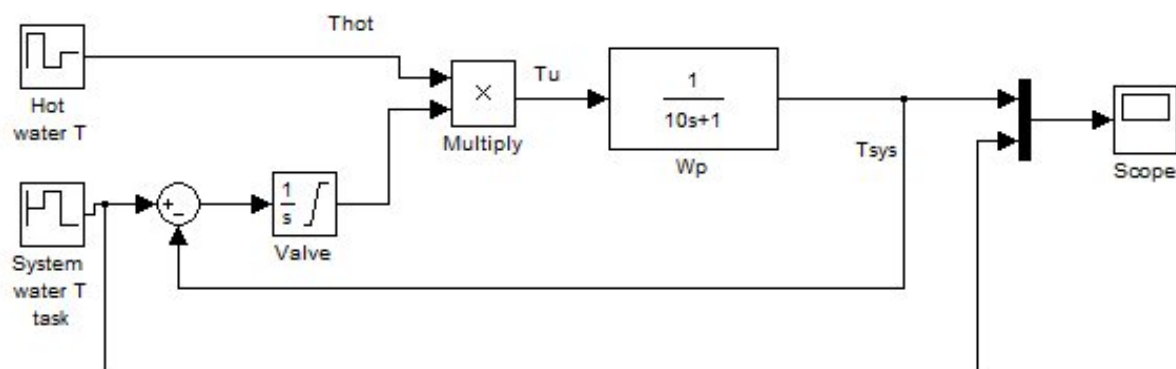 Thot
Hot
water T
×
Multiply
Tu
1
10s+1
Wp
Tsys
Scope
System
water T
task
+
−
1
s
Valve